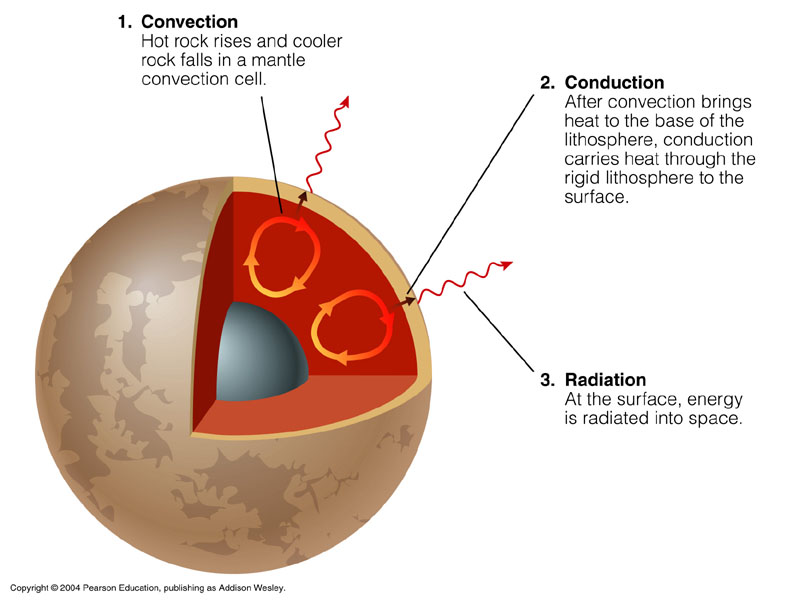 1. Convection
Hot rock rises and cooler
rock falls in a mantle
convection cell.
2. Conduction
After convection brings
heat to the base of the
lithosphere, conduction
carries heat through the
rigid lithosphere to the
surface.
3. Radiation
At the surface, energy
is radiated into space.
Copyright © 2004 Pearson Education, publishing as Addison Wesley.